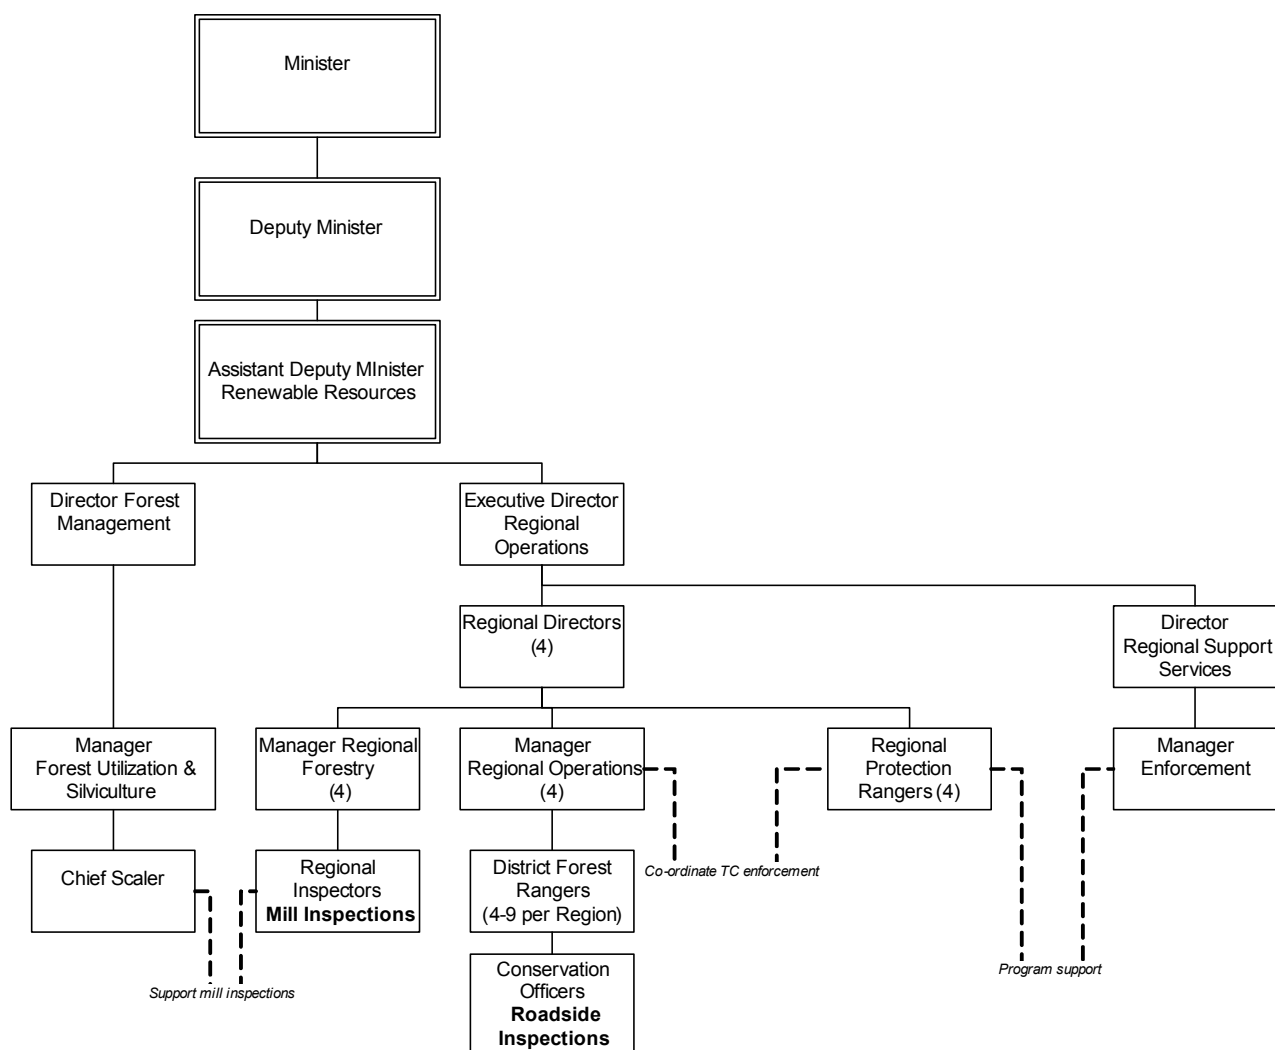 Minister
Deputy Minister
Assistant Deputy MInister
Renewable Resources
Director Forest
Management
Executive Director
Regional
Operations
Regional Directors
(4)
Director
Regional Support
Services
Manager
Forest Utilization &
Silviculture
Manager Regional
Forestry
(4)
Manager
Regional Operations
(4)
Regional
Protection
Rangers (4)
Manager
Enforcement
Chief Scaler
Regional
Inspectors
Mill Inspections
District Forest
Rangers
(4-9 per Region)
Co-ordinate TC enforcement
Conservation
Officers
Roadside
Inspections
Support mill inspections
Program support